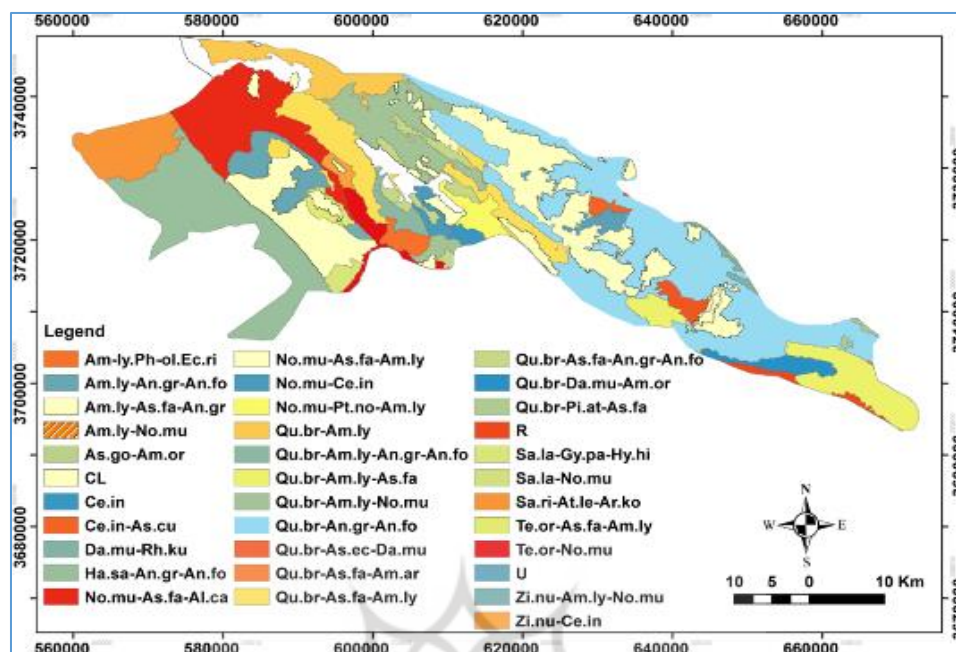 560000 580000 600000 620000 640000 660000
3740000
3720000
3700000
3680000
3740000
3720000
3710000
3700000
3680000
Legend
Am-ly.Ph-ol.Ec.ri
Am.ly-An.gr-An.fo
Am.ly-As.fa-An.gr
Am.ly-No.mu
As.go-Am.or
CL
Ce.in
Ce.in-As.cu
Da.mu-Rh.ku
Ha.sa-An.gr-An.fo
No.mu-As.fa-Al.ca
No.mu-As.fa-Am.ly
No.mu-Ce.in
No.mu-Pt.no-Am.ly
Qu.br-Am.ly
Qu.br-Am.ly-An.gr-An.fo
Qu.br-Am.ly-As.fa
Qu.br-Am.ly-No.mu
Qu.br-An.gr-An.fo
Qu.br-As.ec-Da.mu
Qu.br-As.fa-Am.ar
Qu.br-As.fa-Am.ly
Qu.br-As.fa-An.gr-An.fo
Qu.br-Da.mu-Am.or
Qu.br-Pi.at-As.fa
R
Sa.la-Gy.pa-Hy.hi
Sa.la-No.mu
Sa.ri-At.le-Ar.ko
Te.or-As.fa-Am.ly
Te.or-No.mu
U
Zi.nu-Am.ly-No.mu
Zi.nu-Ce.in
N
W E
S
10 5 0 10 Km
560000 580000 600000 620000 640000 660000